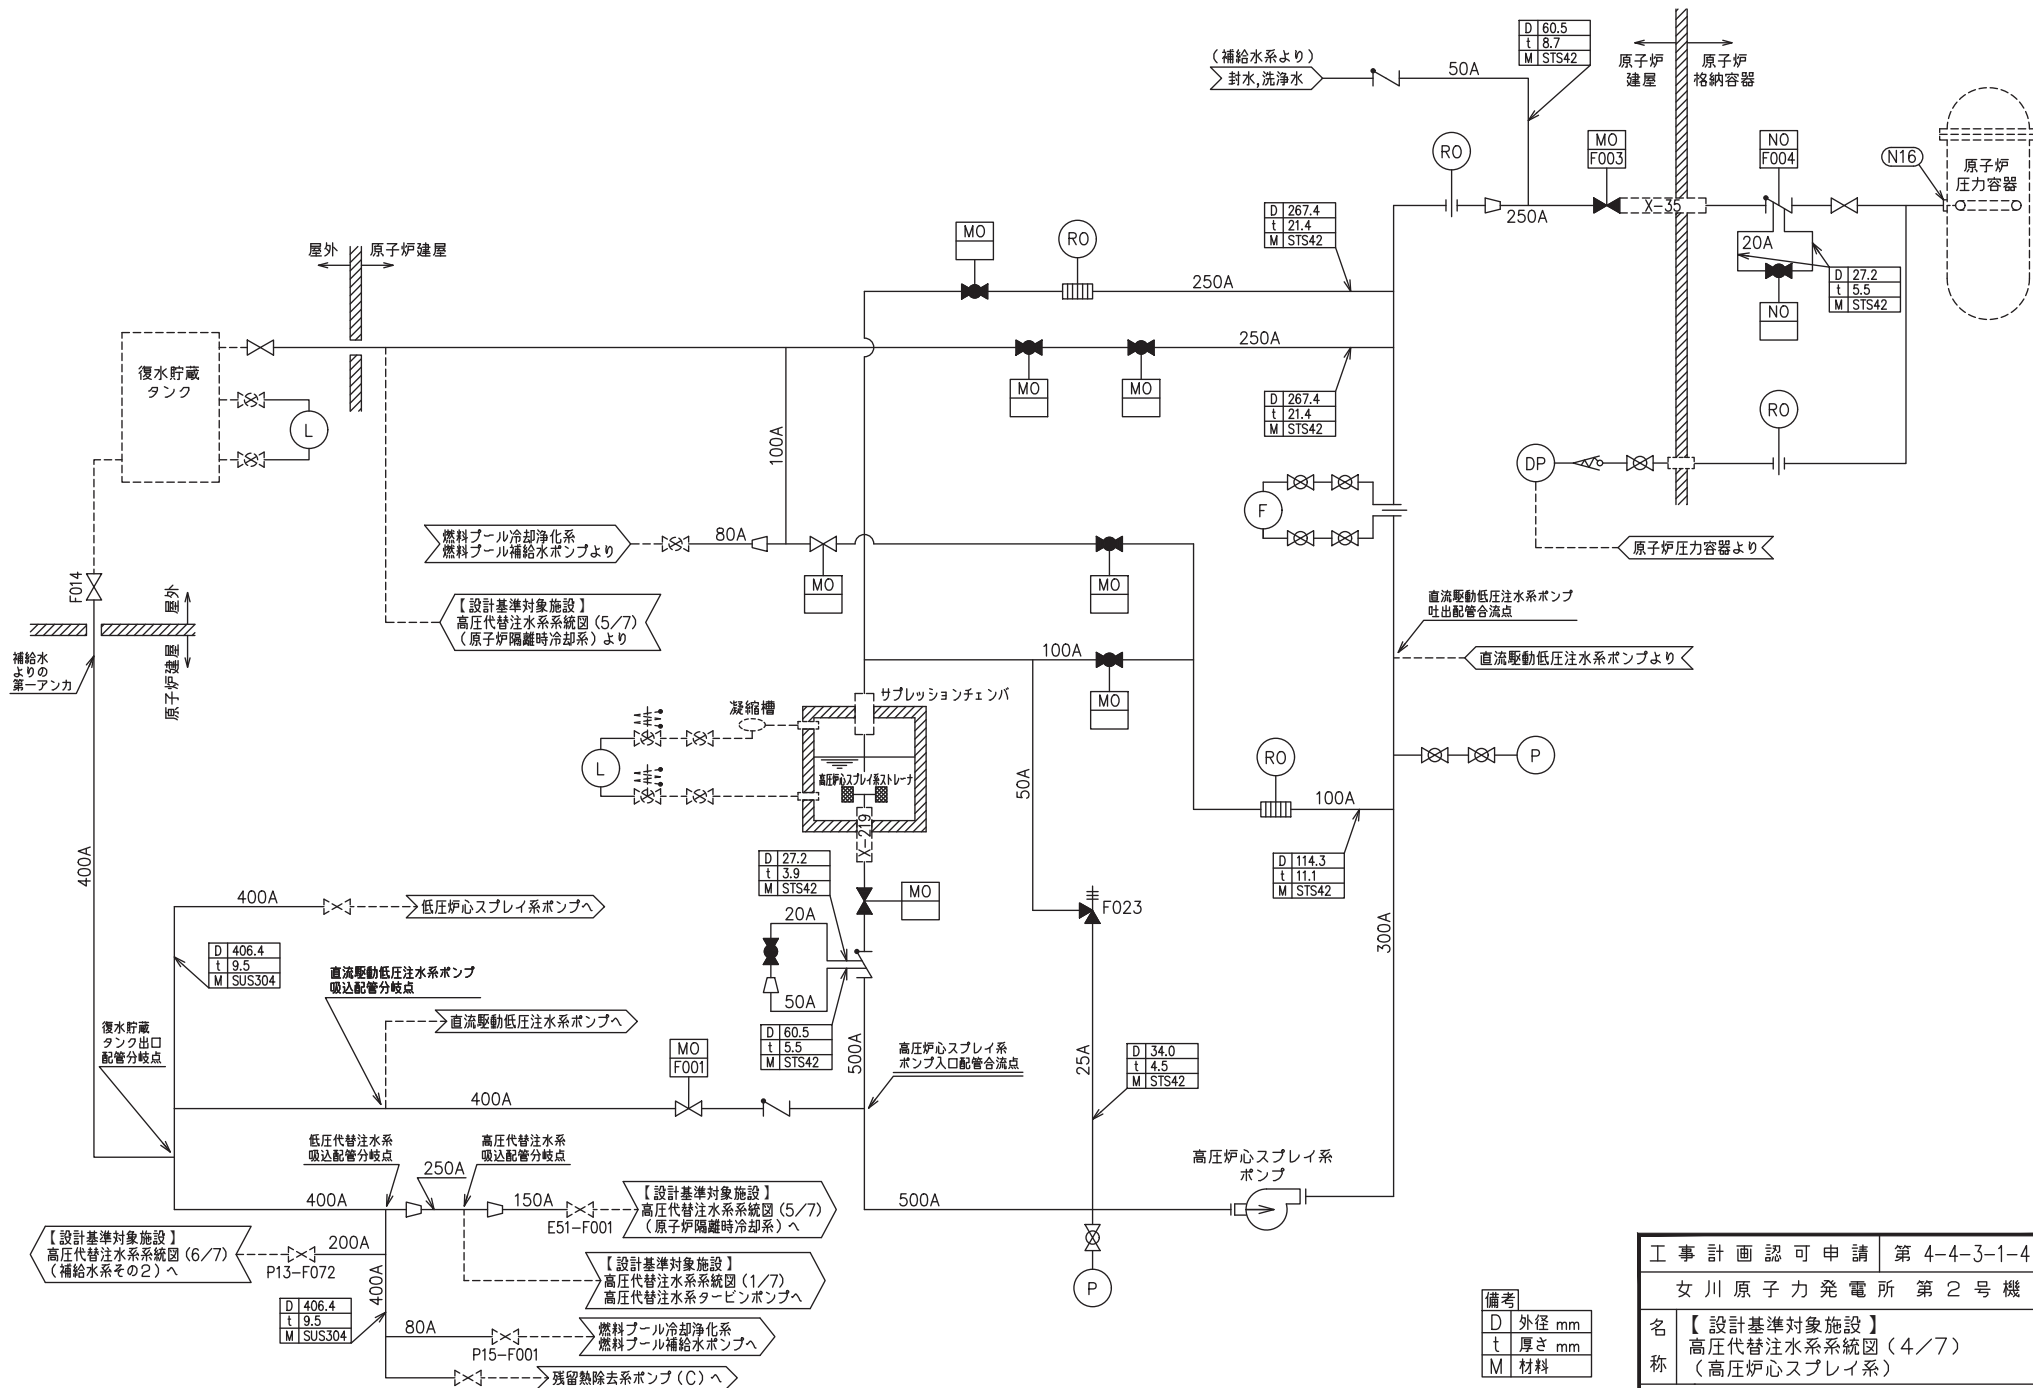 D 60.5
t 8.7
M STS42
(補給水系より)
封水,洗浄水
50A
原子炉
建屋
原子炉
格納容器
RO
MO
F003
NO
F004
N16
原子炉
圧力容器
250A
X-35
20A
D 27.2
t 5.5
M STS42
NO
D 267.4
t 21.4
M STS42
MO
RO
250A
屋外
原子炉建屋
復水貯蔵
タンク
L
250A
MO
MO
D 267.4
t 21.4
M STS42
RO
100A
DP
F
原子炉圧力容器より
燃料プール冷却浄化系
燃料プール補給水ポンプより
80A
MO
MO
F014
屋外
原子炉建屋
【設計基準対象施設】
高圧代替注水系系統図(5/7)
(原子炉隔離時冷却系)より
直流駆動低圧注水系ポンプ
吐出配管合流点
直流駆動低圧注水系ポンプより
補給水
よりの
第一アンカ
100A
MO
サプレッションチェンバ
凝縮槽
L
高圧炉心スプレイ系ストレーナ
X-219
50A
RO
100A
P
D 114.3
t 11.1
M STS42
400A
D 27.2
t 3.9
M STS42
MO
F023
300A
400A
低圧炉心スプレイ系ポンプへ
20A
D 406.4
t 9.5
M SUS304
直流駆動低圧注水系ポンプ
吸込配管分岐点
50A
直流駆動低圧注水系ポンプへ
復水貯蔵
タンク出口
配管分岐点
D 60.5
t 5.5
M STS42
MO
F001
500A
高圧炉心スプレイ系
ポンプ入口配管合流点
25A
D 34.0
t 4.5
M STS42
400A
低圧代替注水系
吸込配管分岐点
高圧代替注水系
吸込配管分岐点
250A
高圧炉心スプレイ系
ポンプ
400A
150A
E51-F001
【設計基準対象施設】
高圧代替注水系系統図(5/7)
(原子炉隔離時冷却系)へ
500A
【設計基準対象施設】
高圧代替注水系系統図(6/7)
(補給水系その2)へ
200A
P13-F072
400A
【設計基準対象施設】
高圧代替注水系系統図(1/7)
高圧代替注水系タービンポンプへ
P
D 406.4
t 9.5
M SUS304
80A
P15-F001
燃料プール冷却浄化系
燃料プール補給水ポンプへ
残留熱除去系ポンプ(C)へ
備考
D 外径 mm
t 厚さ mm
M 材料
工事計画認可申請 第 4-4-3-1-4
女川原子力発電所 第2号機
名称
【設計基準対象施設】
高圧代替注水系系統図(4/7)
(高圧炉心スプレイ系)